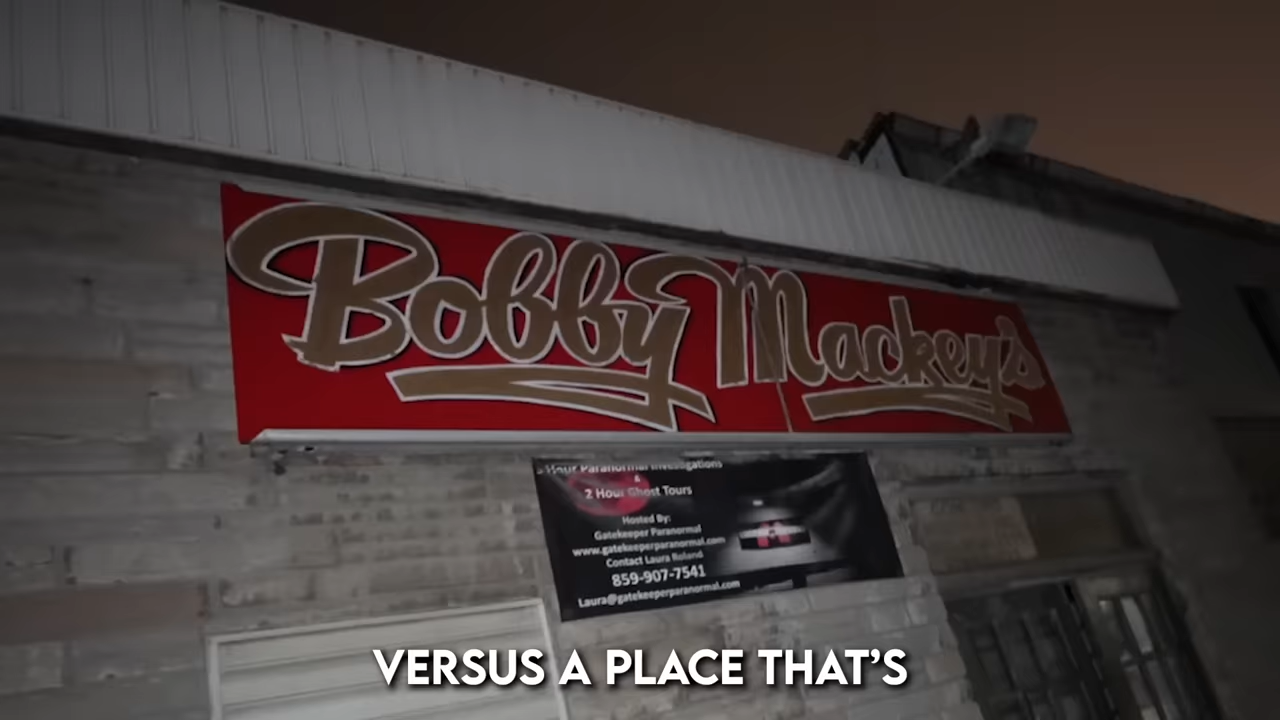 Bobby Mackey's
Hour Paranormal Investigations
&
2 Hour Ghost Tours
Hosted By:
Gatekeeper Paranormal
www.gatekeeperparanormal.com
Contact Laura Roland
859-907-7541
Laura@gatekeeperparanormal.com
VERSUS A PLACE THAT'S